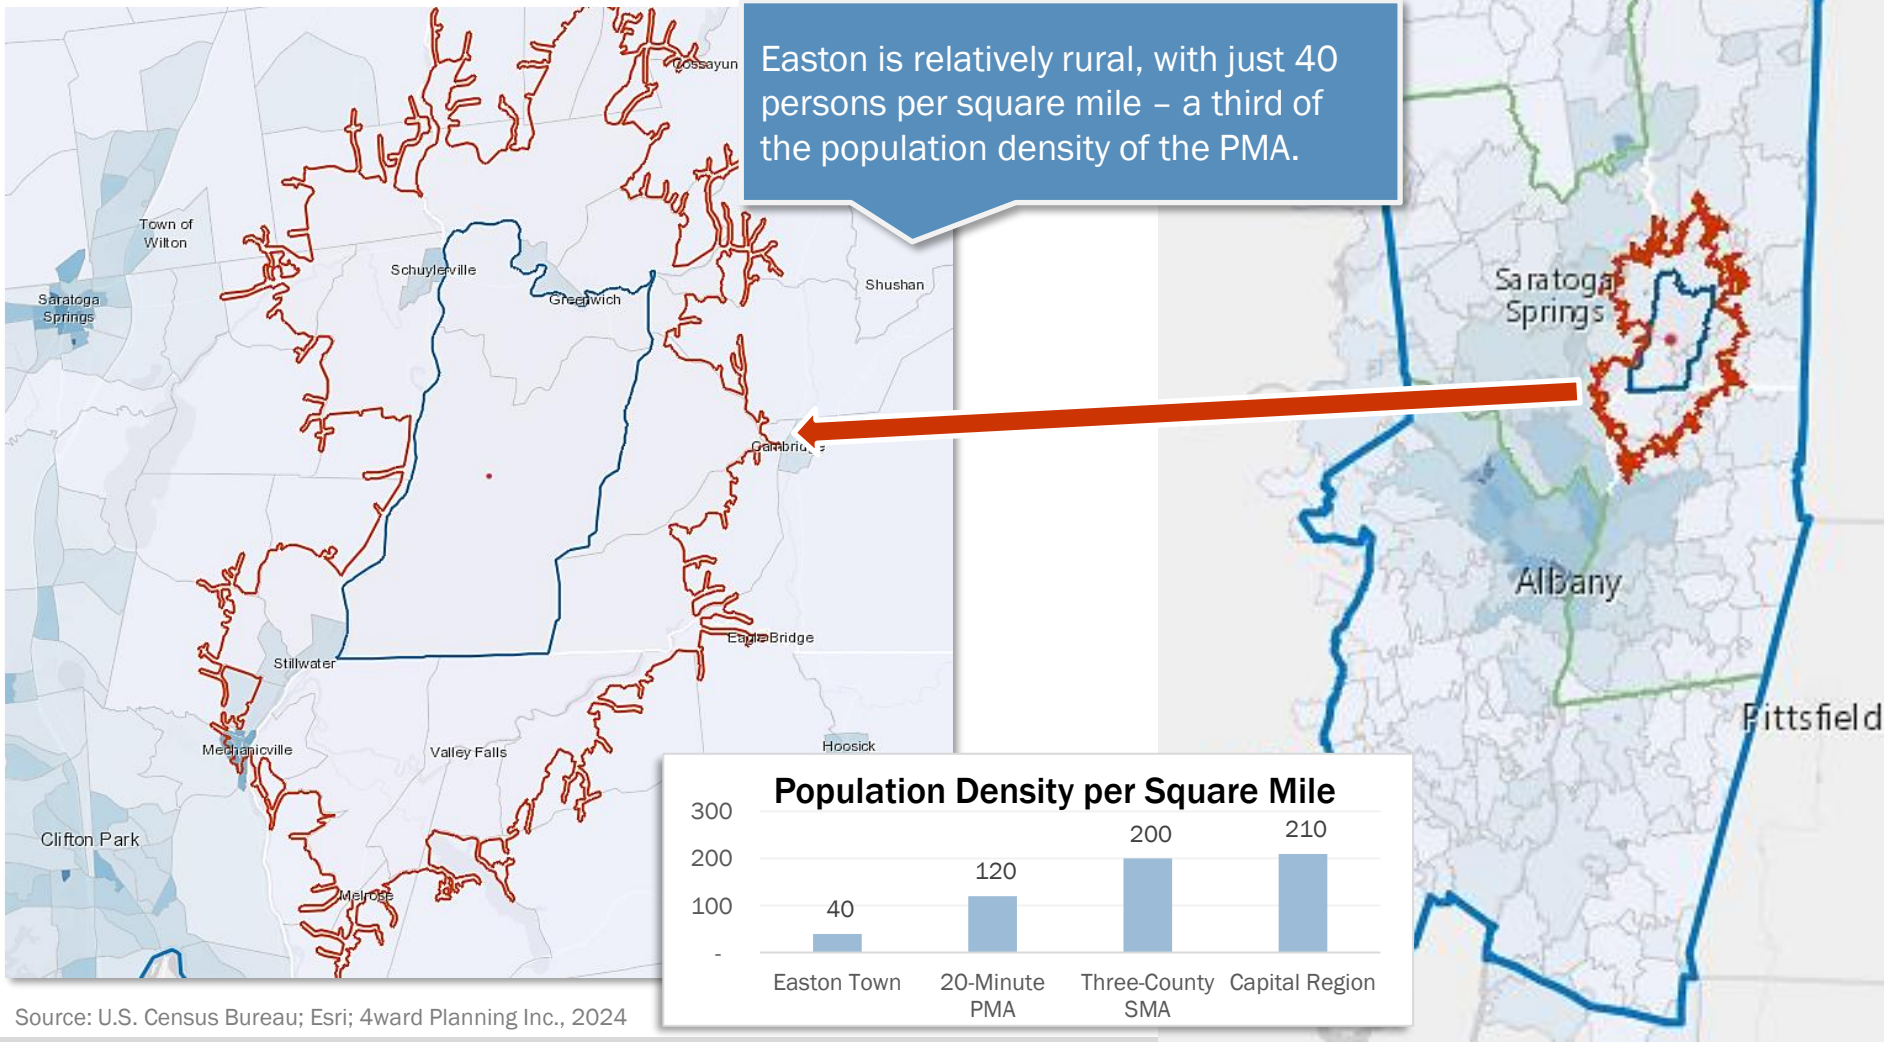 Easton is relatively rural, with just 40
persons per square mile – a third of
the population density of the PMA.
Cossayun
Town of
Wilton
Schuylerville
Greenwich
Shushan
Saratoga
Springs
Cambridge
Eagle Bridge
Stillwater
Mechanicville
Valley Falls
Hoosick
Clifton Park
Melrose
Saratoga
Springs
Albany
Pittsfield
Population Density per Square Mile
300
200
100
-
40
120
200
210
Easton Town
20-Minute
PMA
Three-County
SMA
Capital Region
Source: U.S. Census Bureau; Esri; 4ward Planning Inc., 2024